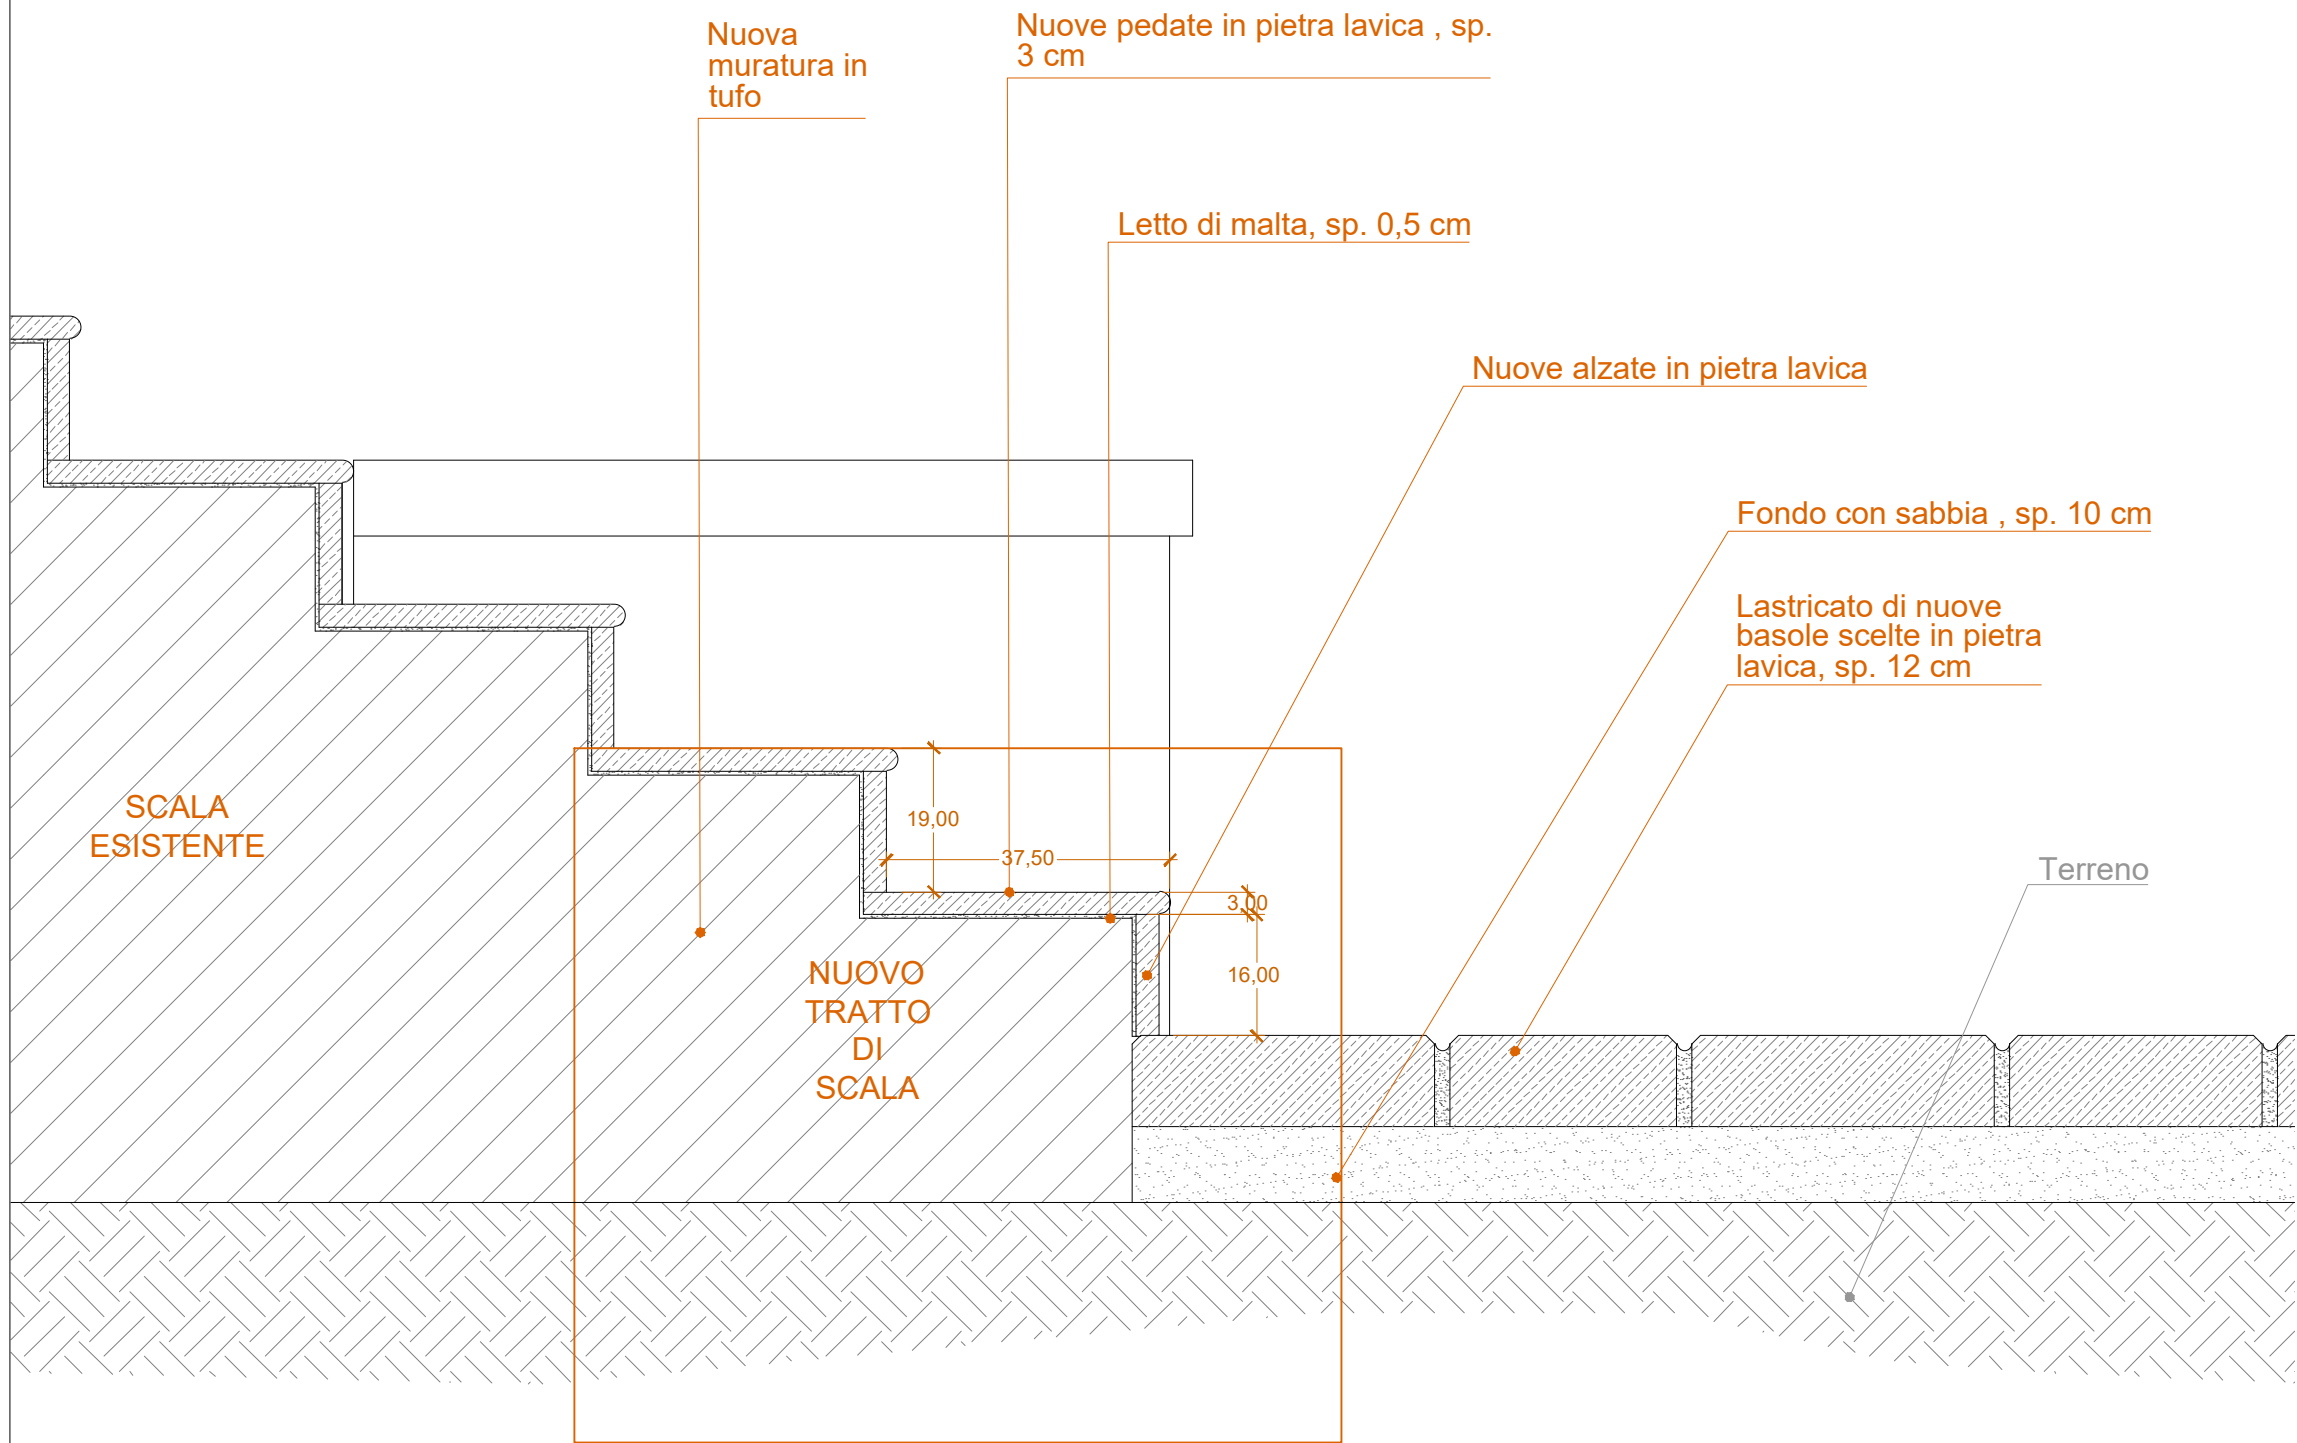 Nuova
muratura in
tufo
Nuove pedate in pietra lavica , sp.
3 cm
Letto di malta, sp. 0,5 cm
Nuove alzate in pietra lavica
Fondo con sabbia , sp. 10 cm
Lastricato di nuove
basole scelte in pietra
lavica, sp. 12 cm
SCALA
ESISTENTE
19,00
37,50
Terreno
3,00
16,00
NUOVO
TRATTO
DI
SCALA